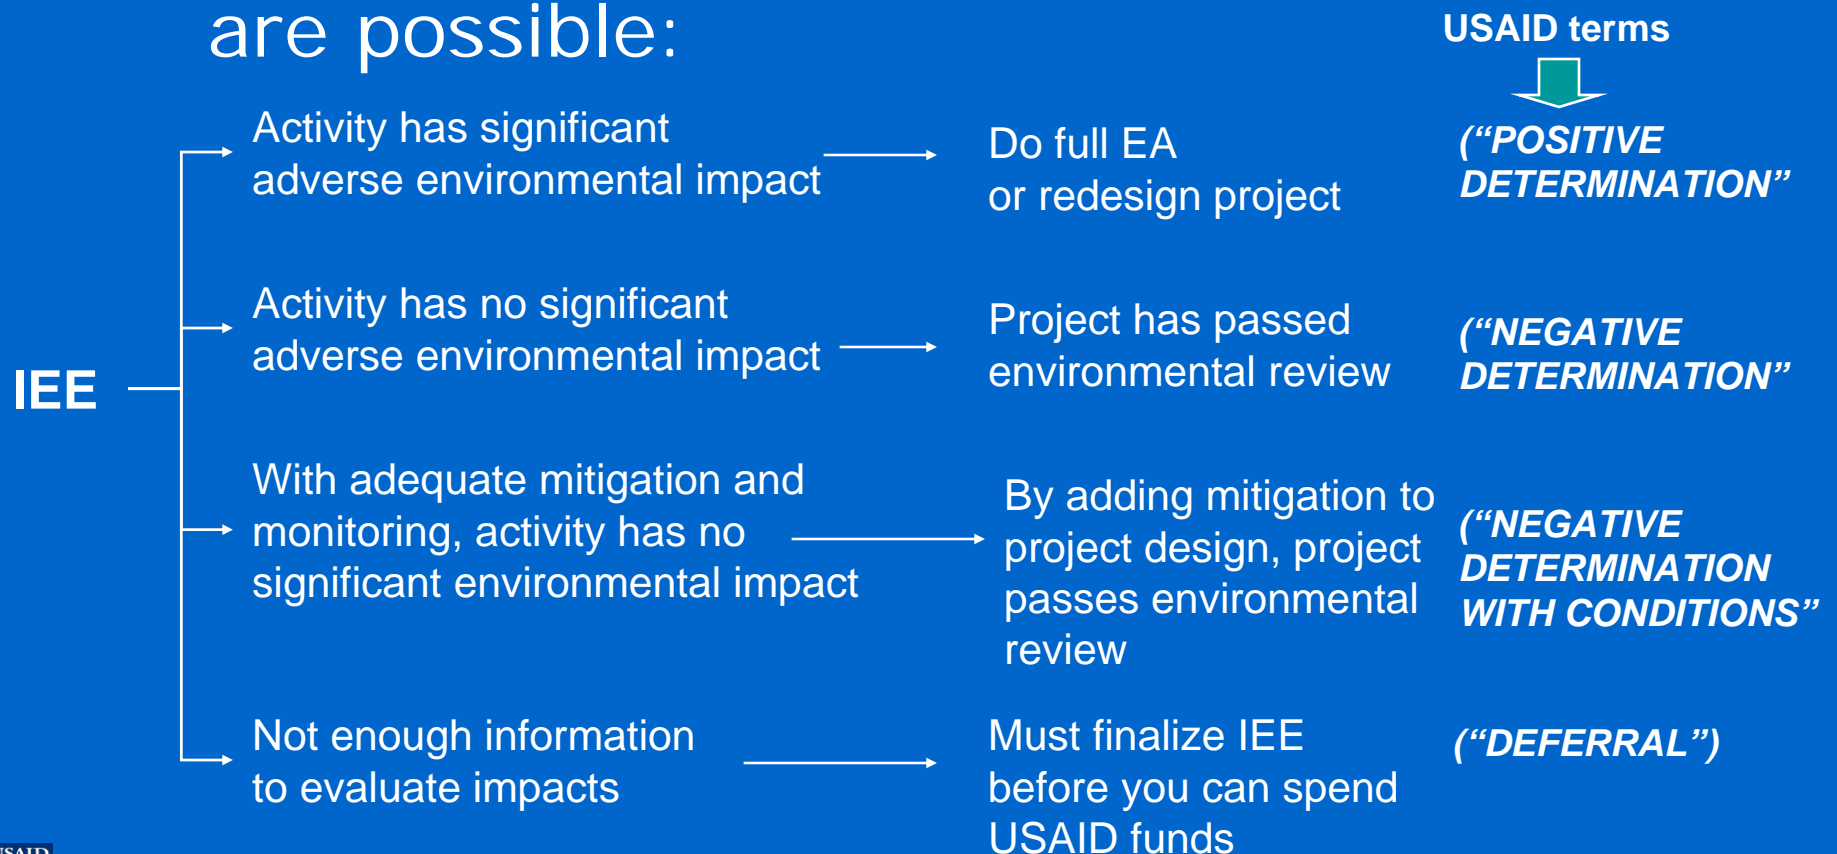 are possible:
USAID terms
Activity has significant
adverse environmental impact
Do full EA
or redesign project
(“POSITIVE
DETERMINATION”
Activity has no significant
adverse environmental impact
Project has passed
environmental review
(“NEGATIVE
DETERMINATION”
IEE
With adequate mitigation and
monitoring, activity has no
significant environmental impact
By adding mitigation to
project design, project
passes environmental
review
(“NEGATIVE
DETERMINATION
WITH CONDITIONS”
Not enough information
to evaluate impacts
Must finalize IEE
before you can spend
USAID funds
(“DEFERRAL”)
USAID